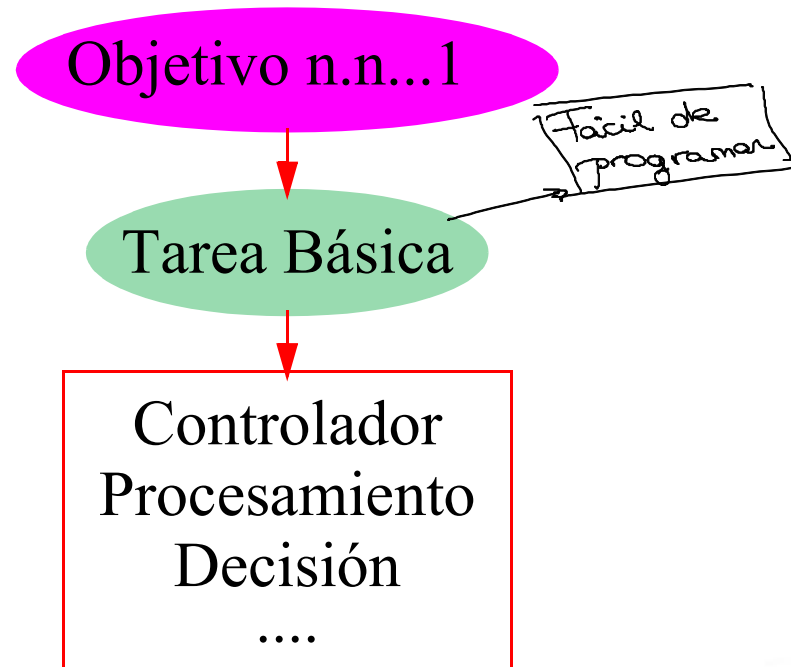 Objetivo n.n...1
Fácil de
programar
Tarea Básica
Controlador
Procesamiento
Decisión
....